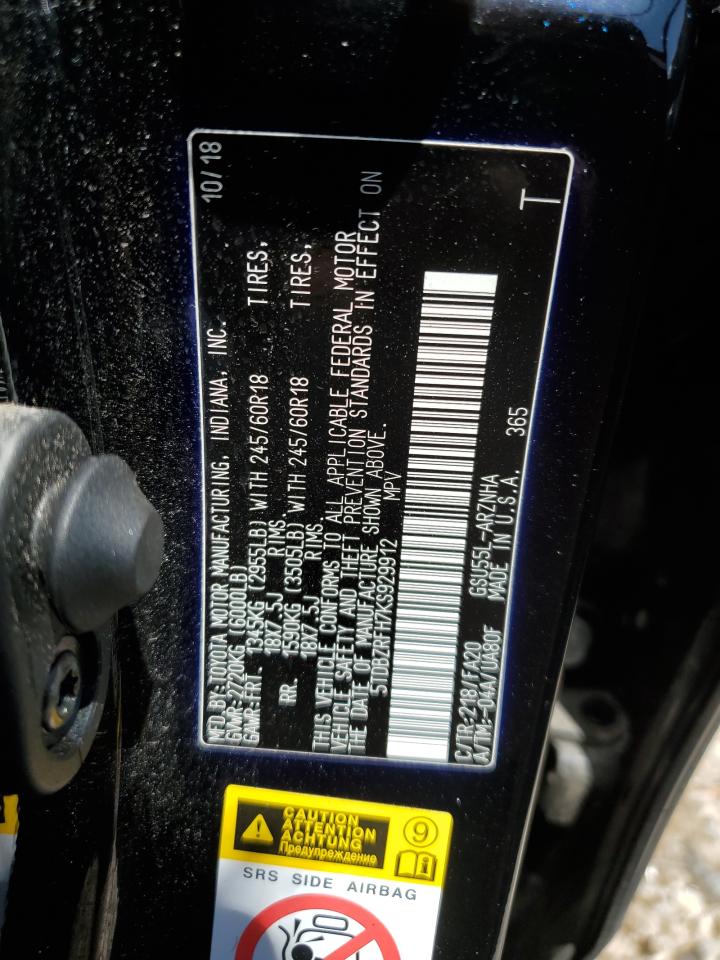 MFD. BY: TOYOTA MOTOR MANUFACTURING, INDIANA, INC. 10/18
GVWR: 2720KG (6000LB)
GAWR: FRT 1345KG (2955LB) WITH 245/60R18 TIRES,
18X7.5J RIMS,
RR 1590KG (3505LB) WITH 245/60R18 TIRES,
18X7.5J RIMS,
THIS VEHICLE CONFORMS TO ALL APPLICABLE FEDERAL MOTOR
VEHICLE SAFETY AND THEFT PREVENTION STANDARDS IN EFFECT ON
THE DATE OF MANUFACTURE SHOWN ABOVE.
5TDBZRFH7KS929912 MPV
C/TR: 218 / FA20 GSU55L-ARZNHA 365
A/TM: -04A / UA80F MADE IN U.S.A. T
CAUTION
ATTENTION
ACHTUNG
Предупреждение
9
SRS SIDE AIRBAG